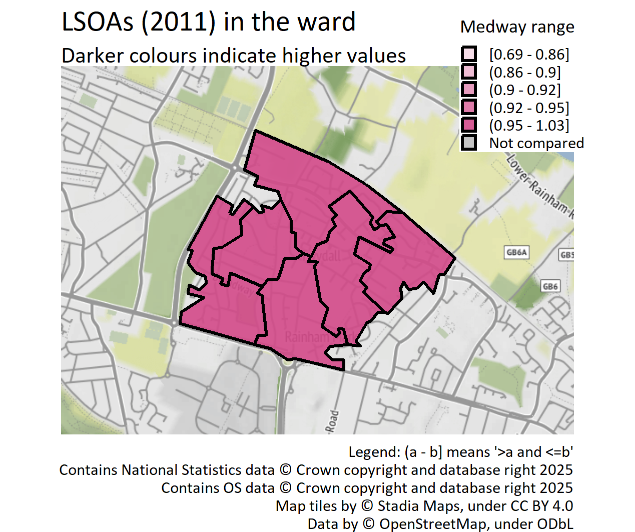 LSOAs (2011) in the ward
Darker colours indicate higher values
Medway range
[0.69 - 0.86]
(0.86 - 0.9]
(0.9 - 0.92]
(0.92 - 0.95]
(0.95 - 1.03]
Not compared
Lower-Rainham-R
GB6A
GBS
GB6
Rainham
-Road
Legend: (a - b] means '>a and <=b'
Contains National Statistics data © Crown copyright and database right 2025
Contains OS data © Crown copyright and database right 2025
Map tiles by © Stadia Maps, under CC BY 4.0
Data by © OpenStreetMap, under ODbL